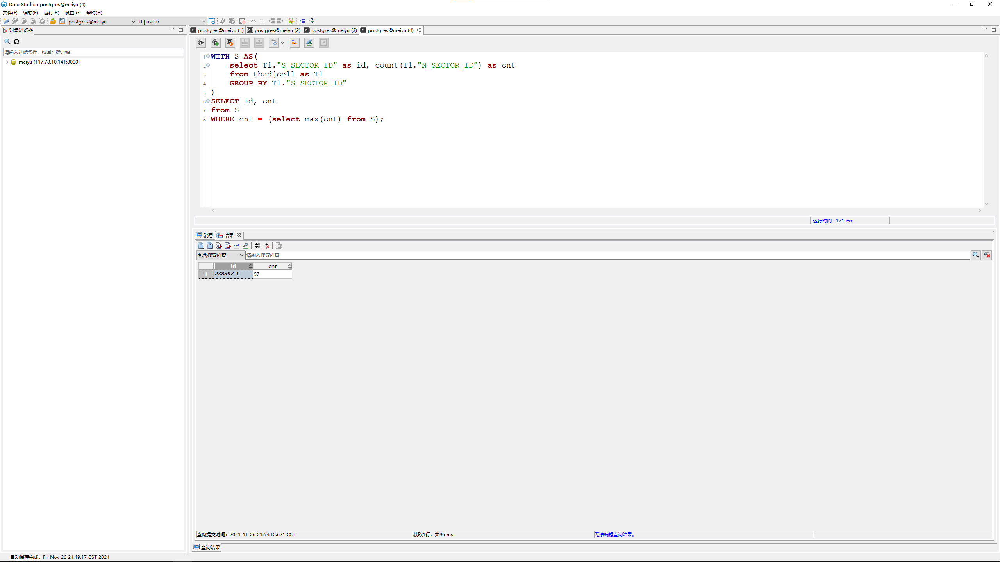 Data Studio : postgres@meiyu (4)
文件(F) 编辑(E) 运行(R) 设置(G) 帮助(H)
postgres@meiyu U | user6 AA aa
对象浏览器
请输入过滤条件，按回车键开始
meiyu (117.78.10.141:8000)
postgres@meiyu (1) postgres@meiyu (2) postgres@meiyu (3) postgres@meiyu (4)
1 WITH S AS(
2 select T1."S_SECTOR_ID" as id, count(T1."N_SECTOR_ID") as cnt
3 from tbadjcell as T1
4 GROUP BY T1."S_SECTOR_ID"
5 )
6 SELECT id, cnt
7 from S
8 WHERE cnt = (select max(cnt) from S);
运行时间 : 171 ms
消息 结果
SQL
包含搜索内容 请输入搜索内容
id cnt
1 238397-1 57
查询提交时间：2021-11-26 21:54:12.621 CST 获取1行，共96 ms 无法编辑查询结果。
查询结果
自动保存完成：Fri Nov 26 21:49:17 CST 2021